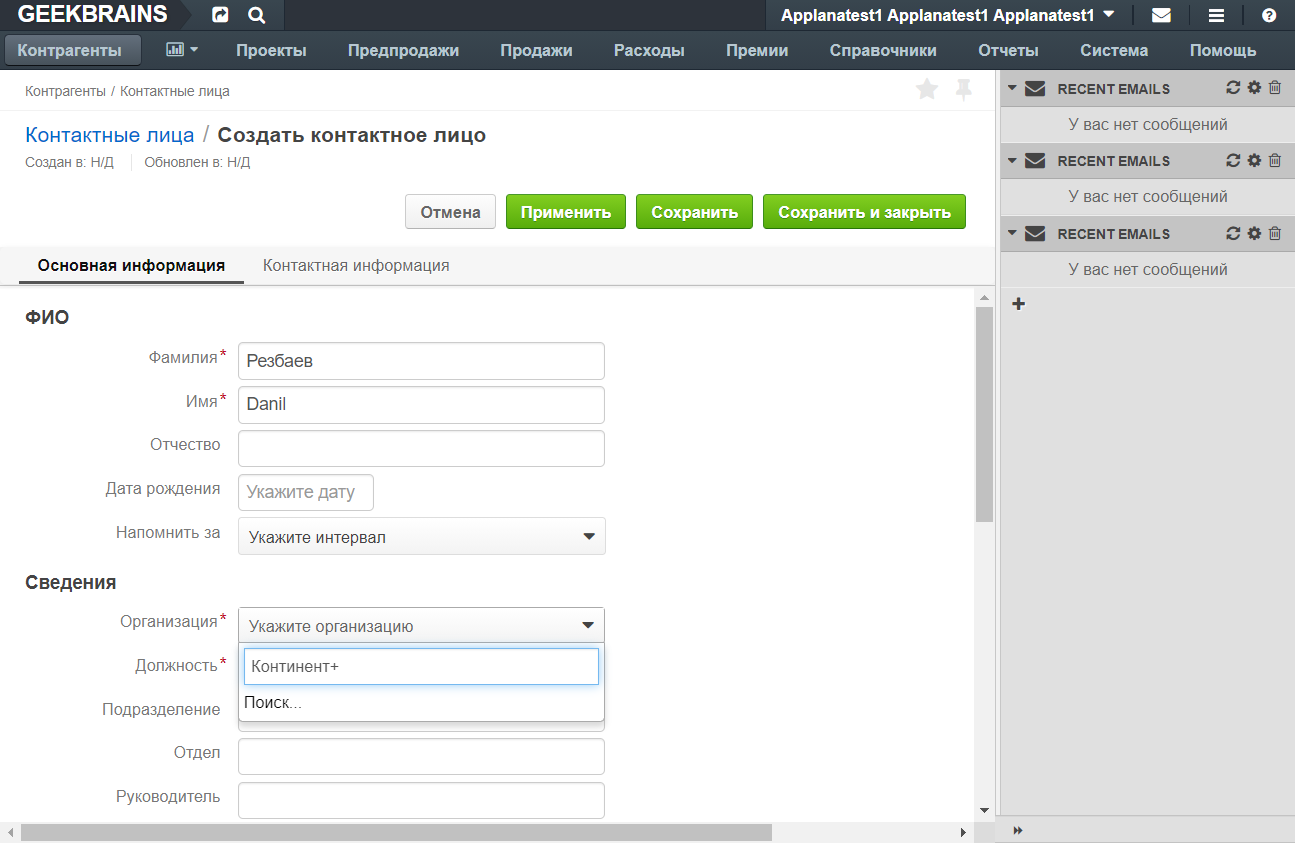 GEEKBRAINS
Applanatest1 Applanatest1 Applanatest1
Контрагенты Проекты Предпродажи Продажи Расходы Премии Справочники Отчеты Система Помощь
Контрагенты / Контактные лица
Контактные лица / Создать контактное лицо
Создан в: Н/Д Обновлен в: Н/Д
Отмена Применить Сохранить Сохранить и закрыть
Основная информация Контактная информация
ФИО
Фамилия* Резбаев
Имя* Danil
Отчество
Дата рождения Укажите дату
Напомнить за Укажите интервал
Сведения
Организация* Укажите организацию
Континент+
Поиск...
Должность*
Подразделение
Отдел
Руководитель
RECENT EMAILS
У вас нет сообщений
RECENT EMAILS
У вас нет сообщений
RECENT EMAILS
У вас нет сообщений